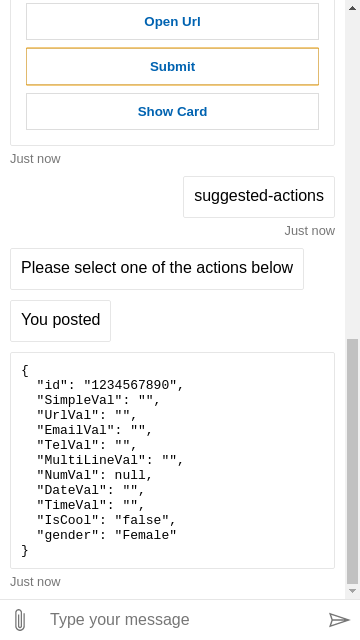 Open Url
Submit
Show Card
Just now
suggested-actions
Just now
Please select one of the actions below
You posted
{
  "id": "1234567890",
  "SimpleVal": "",
  "UrlVal": "",
  "EmailVal": "",
  "TelVal": "",
  "MultiLineVal": "",
  "NumVal": null,
  "DateVal": "",
  "TimeVal": "",
  "IsCool": "false",
  "gender": "Female"
}
Just now
Type your message